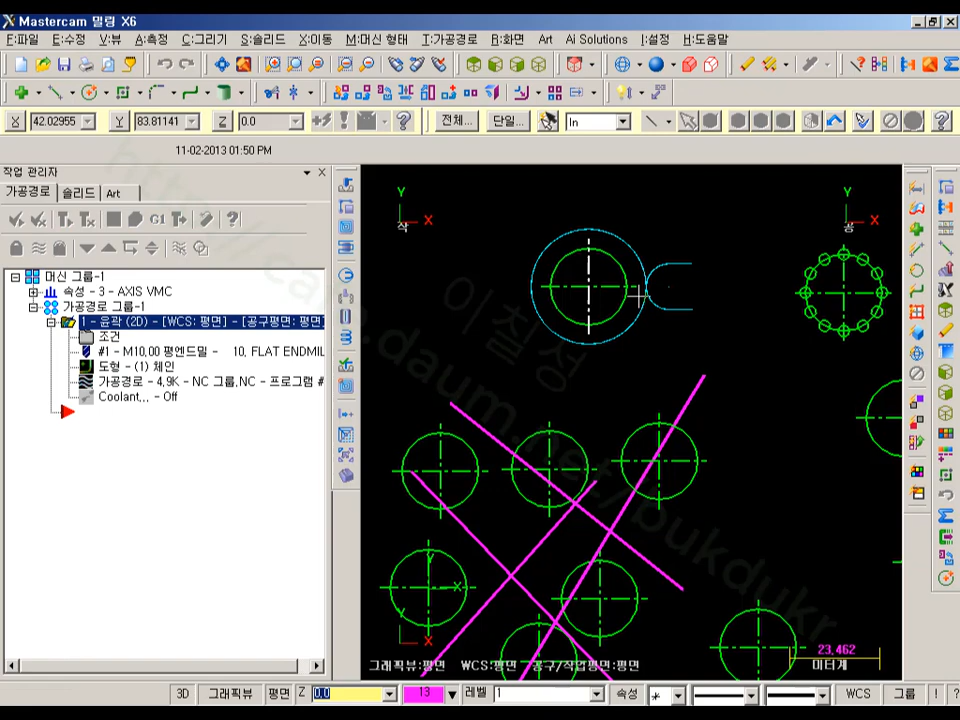 Mastercam 밀링 X6
F:파일 E:수정 V:뷰 A:측정 C:그리기 S:솔리드 X:이동 M:머신 형태 T:가공경로 R:화면 Art Ai Solutions I:설정 H:도움말
X 42.02955 Y 83.81141 Z 0.0 전체... 단일... In
11-02-2013 01:50 PM
작업 관리자
가공경로 솔리드 Art
G1
머신 그룹-1
속성 - 3 - AXIS VMC
가공경로 그룹-1
1 - 윤곽 (2D) - [WCS: 평면] - [공구평면: 평면]
조건
#1 - M10.00 평엔드밀 - 10. FLAT ENDMIL
도형 - (1) 체인
가공경로 - 4.9K - NC 그룹.NC - 프로그램 #
Coolant... - Off
Y
X
작
Y
X
공
Y
X
Y
X
23.462
미터계
그래픽뷰:평면 WCS:평면 공구/작업평면:평면
3D 그래픽뷰 평면 Z 0.0 13 레벨 1 속성 WCS 그룹 ! ?